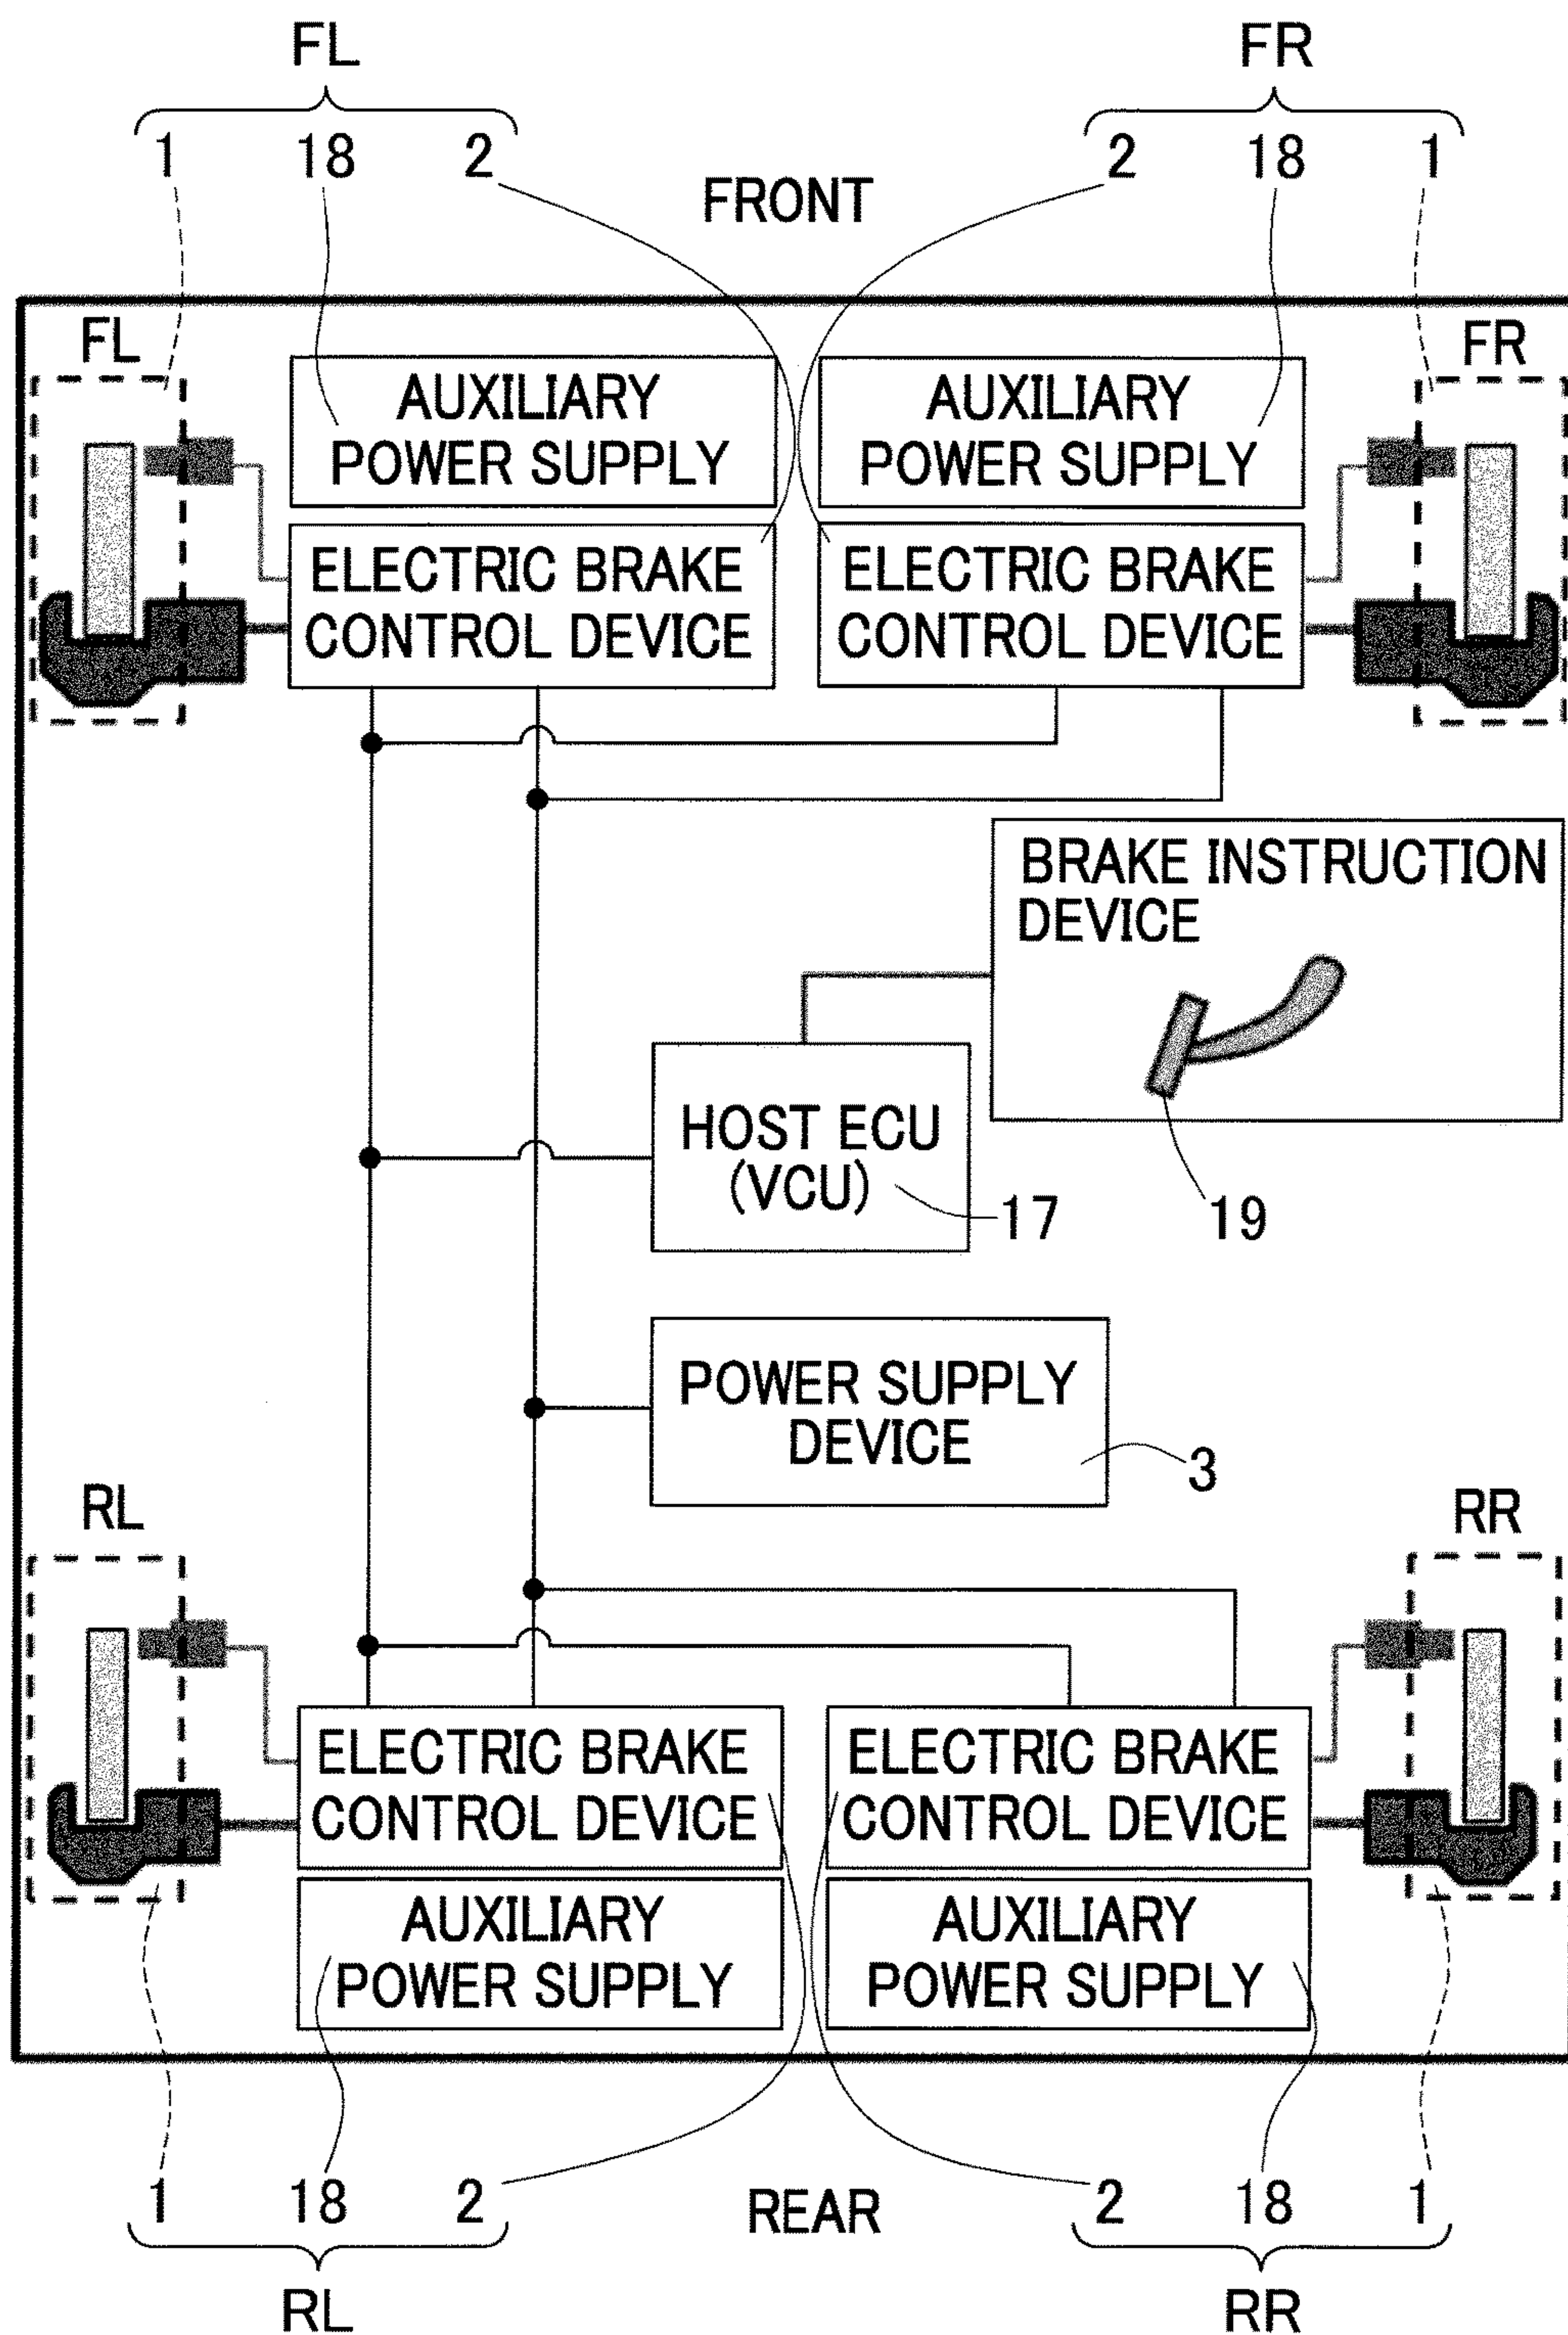 FL
FR
1 18 2
2 18 1
FRONT
FL
FR
AUXILIARY
POWER SUPPLY
AUXILIARY
POWER SUPPLY
ELECTRIC BRAKE
CONTROL DEVICE
ELECTRIC BRAKE
CONTROL DEVICE
BRAKE INSTRUCTION
DEVICE
HOST ECU
(VCU)
17
19
POWER SUPPLY
DEVICE
3
RL
RR
ELECTRIC BRAKE
CONTROL DEVICE
ELECTRIC BRAKE
CONTROL DEVICE
AUXILIARY
POWER SUPPLY
AUXILIARY
POWER SUPPLY
1 18 2
REAR
2 18 1
RL
RR